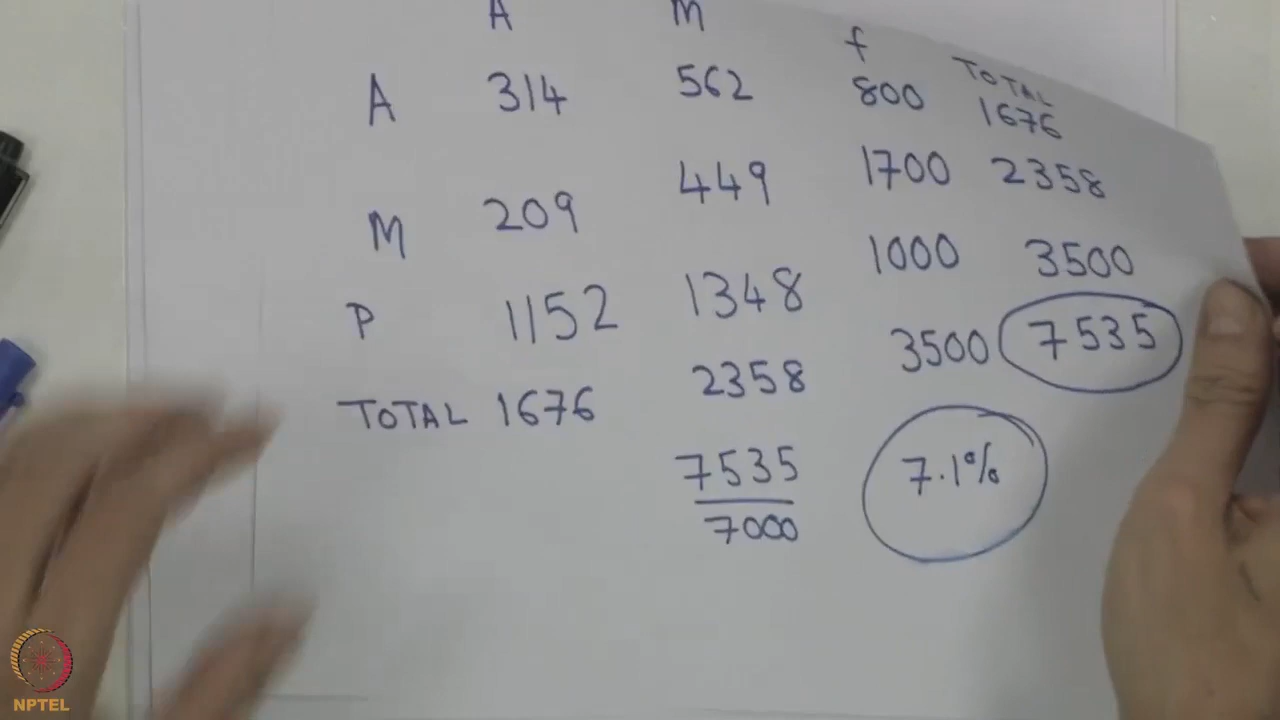 A M f TOTAL
A 314 562 800 1676
M 209 449 1700 2358
P 1152 1348 1000 3500
TOTAL 1676 2358 3500 7535
7535
7000
7.1%
NPTEL